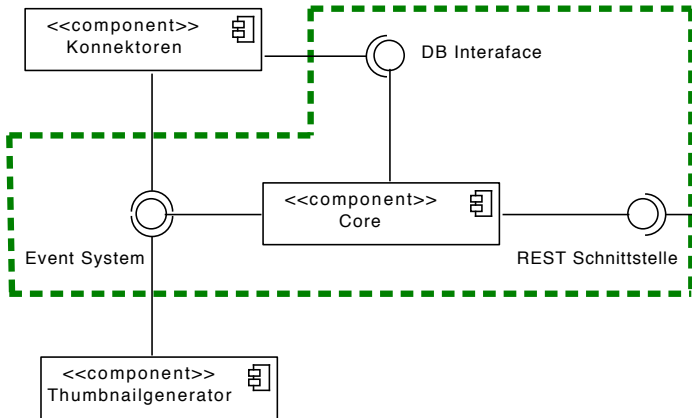 <<component>>
Konnektoren
DB Interaface
<<component>>
Core
Event System
REST Schnittstelle
<<component>>
Thumbnailgenerator